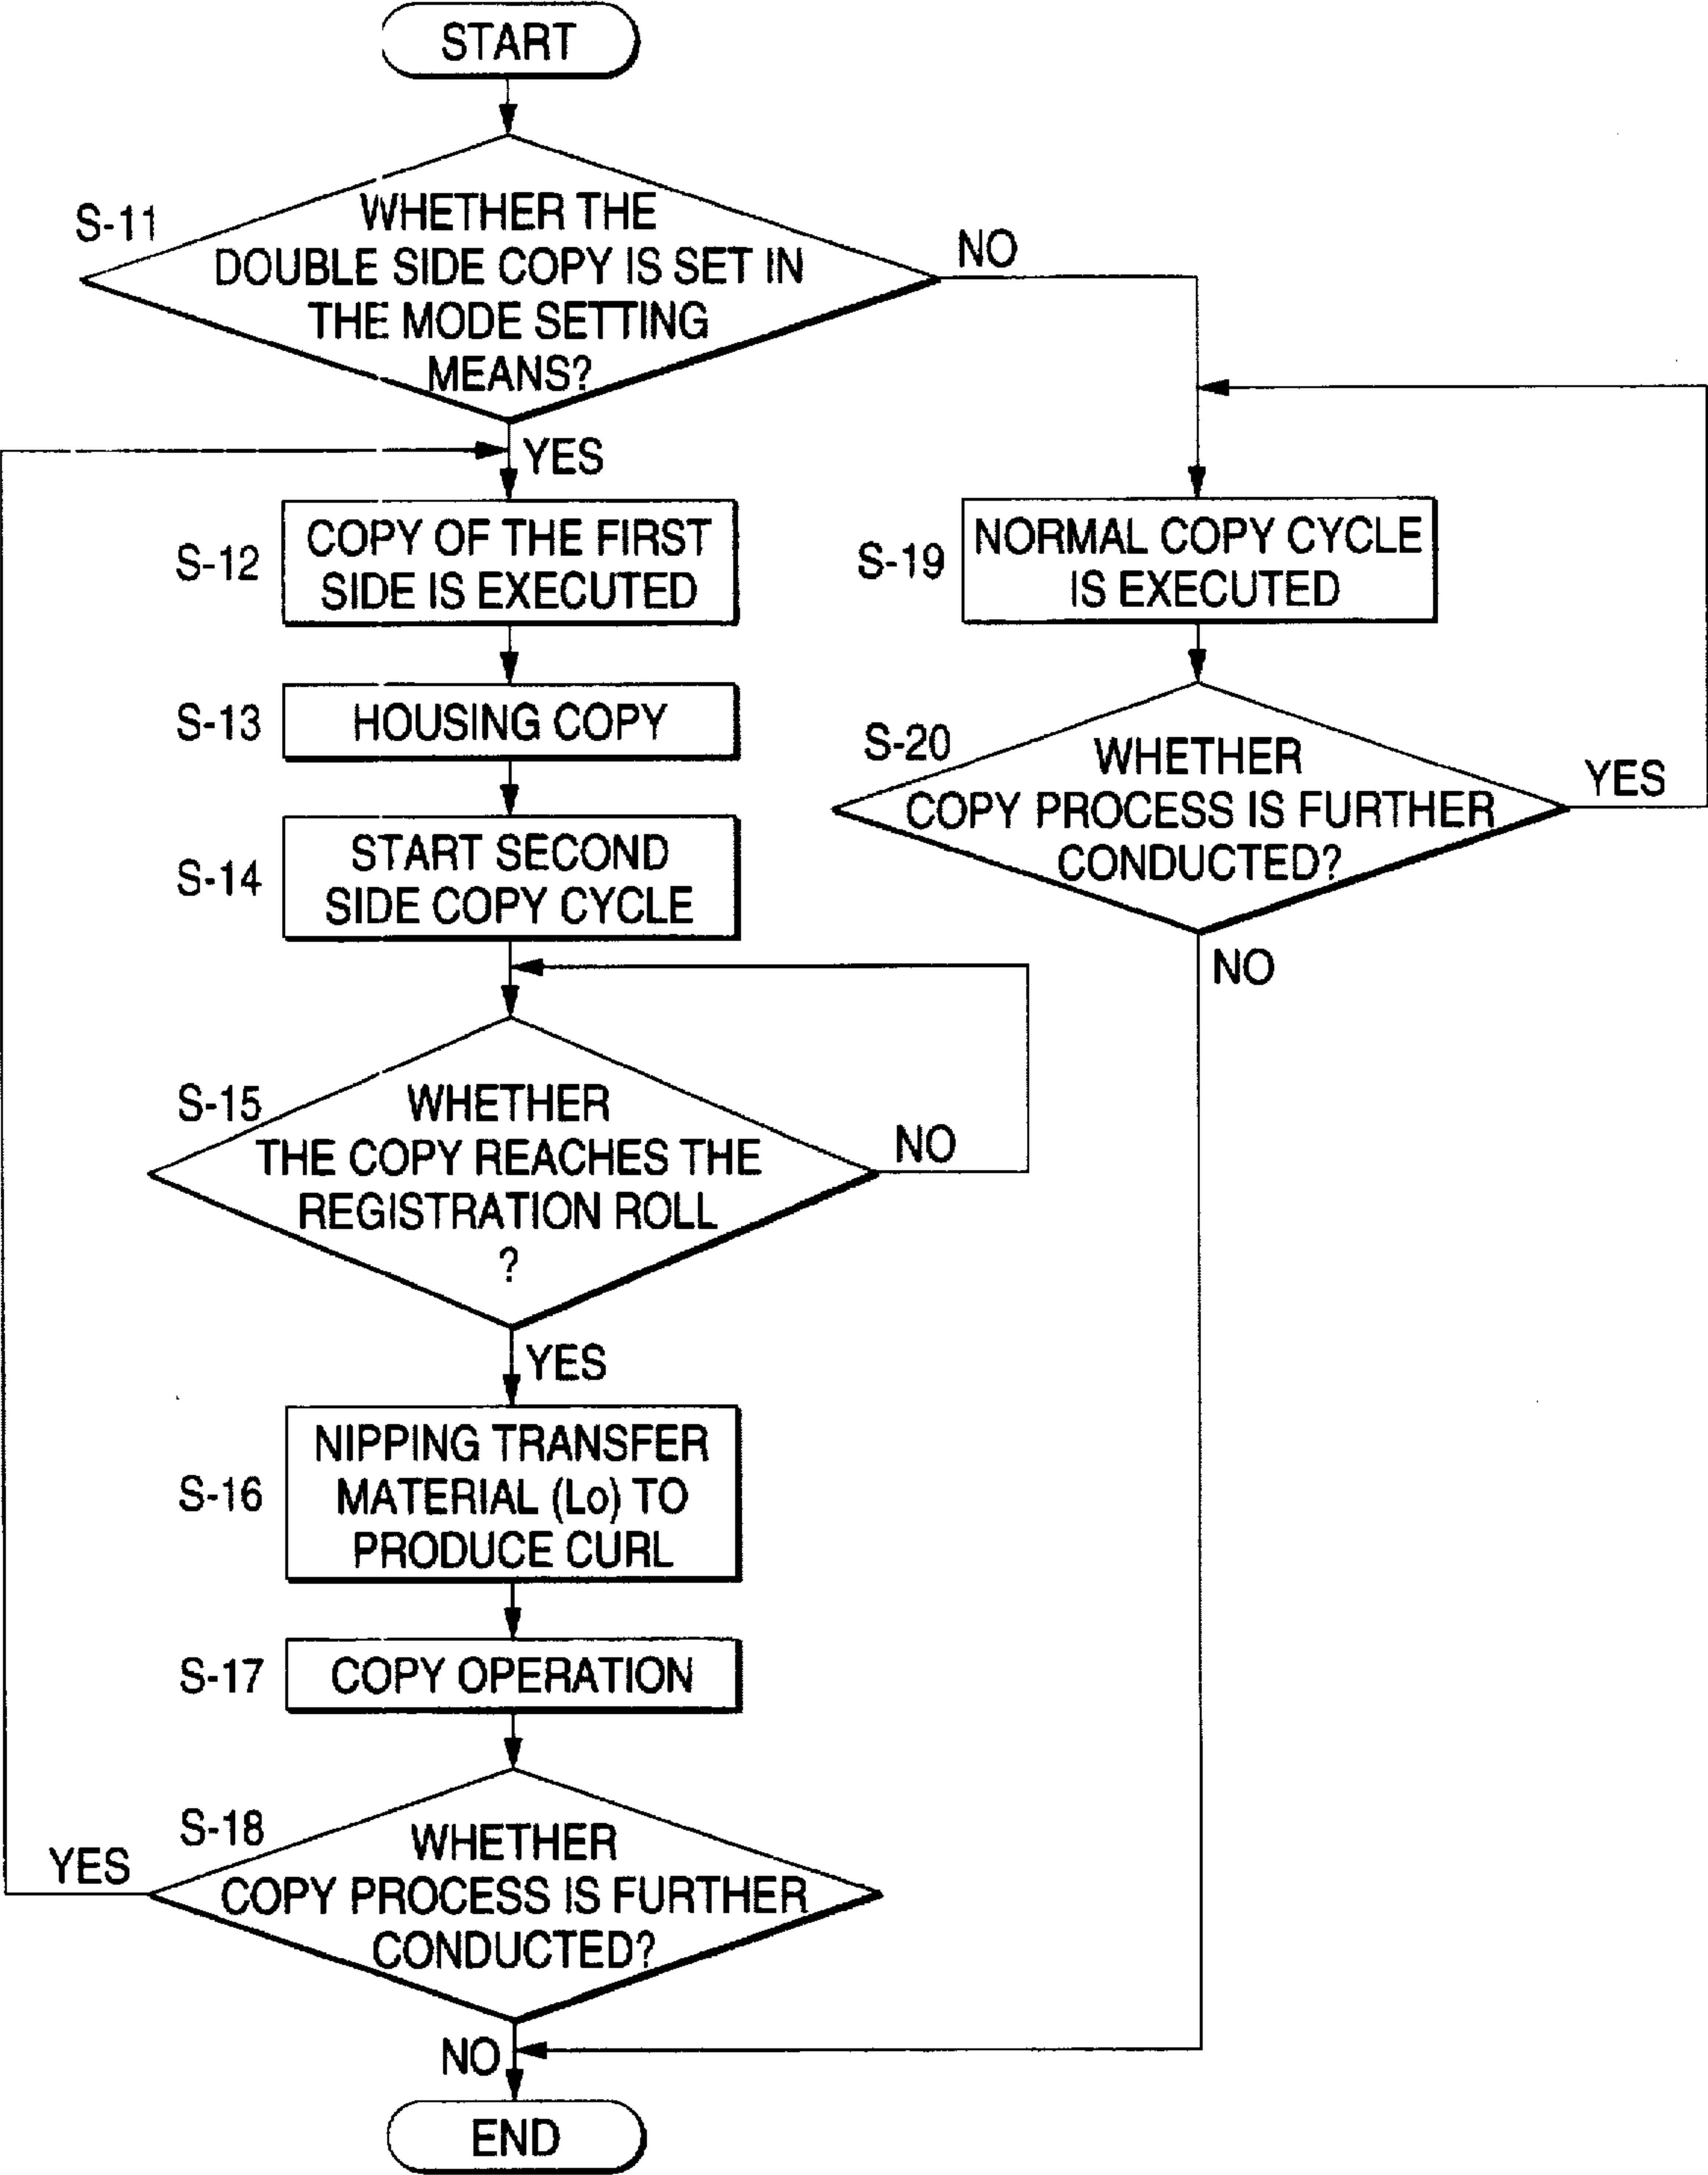 START
S-11
WHETHER THE
DOUBLE SIDE COPY IS SET IN
THE MODE SETTING
MEANS?
NO
YES
S-12
COPY OF THE FIRST
SIDE IS EXECUTED
S-13
HOUSING COPY
S-14
START SECOND
SIDE COPY CYCLE
S-15
WHETHER
THE COPY REACHES THE
REGISTRATION ROLL
?
NO
YES
S-16
NIPPING TRANSFER
MATERIAL (Lo) TO
PRODUCE CURL
S-17
COPY OPERATION
S-18
WHETHER
COPY PROCESS IS FURTHER
CONDUCTED?
YES
NO
S-19
NORMAL COPY CYCLE
IS EXECUTED
S-20
WHETHER
COPY PROCESS IS FURTHER
CONDUCTED?
YES
NO
END